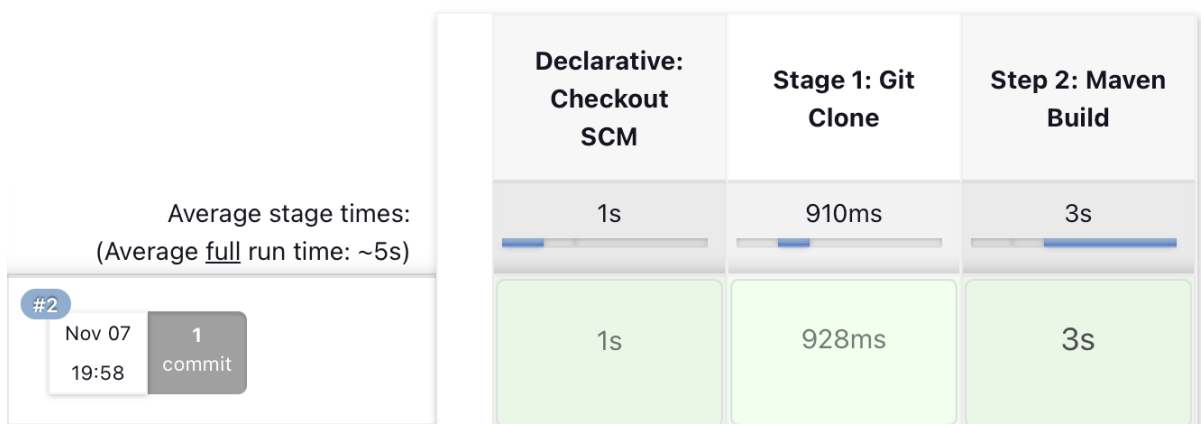 Declarative:
Checkout
SCM
Stage 1: Git
Clone
Step 2: Maven
Build
Average stage times:
(Average full run time: ~5s)
1s
910ms
3s
#2
Nov 07
19:58
1
commit
1s
928ms
3s